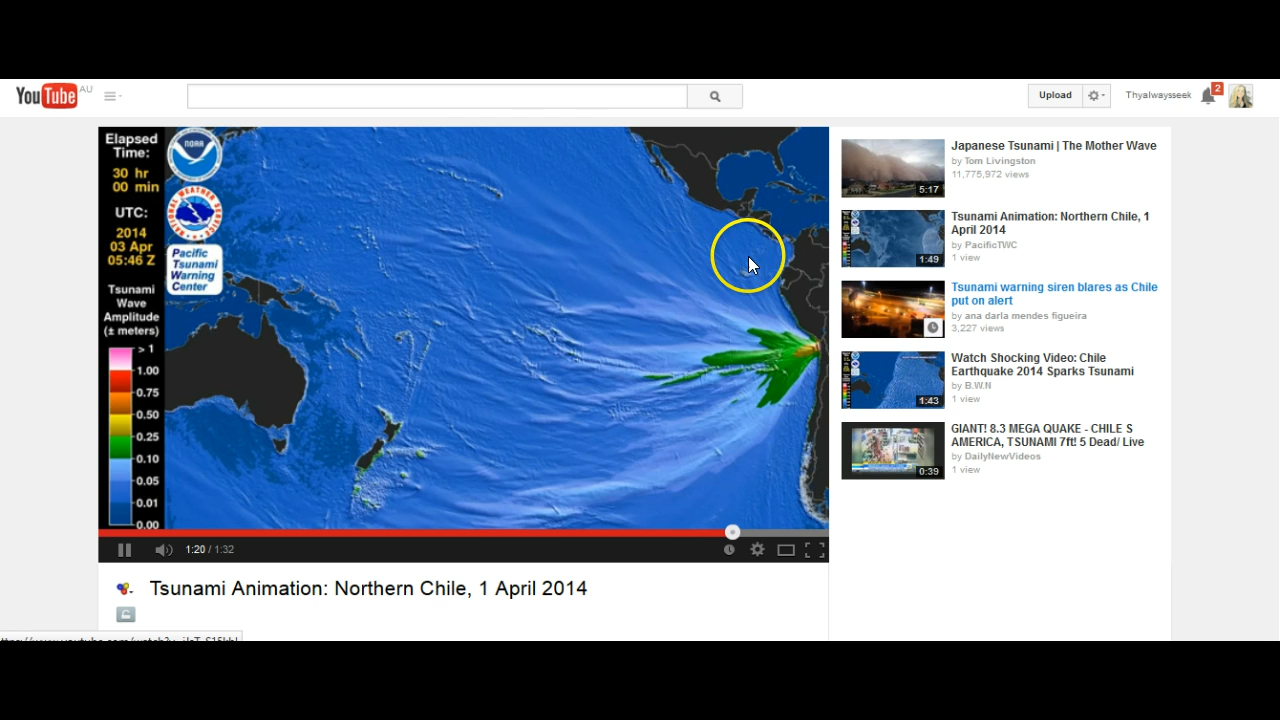 YouTube AU
Upload
Thyalwaysseek
2
Elapsed
Time:
30 hr
00 min
UTC:
2014
03 Apr
05:46 Z
Tsunami
Wave
Amplitude
(± meters)
> 1
1.00
0.75
0.50
0.25
0.10
0.05
0.01
0.00
NOAA
NATIONAL WEATHER SERVICE
Pacific
Tsunami
Warning
Center
1:20 / 1:32
Tsunami Animation: Northern Chile, 1 April 2014
Japanese Tsunami | The Mother Wave
by Tom Livingston
11,775,972 views
5:17
Tsunami Animation: Northern Chile, 1
April 2014
by PacificTWC
1 view
1:49
Tsunami warning siren blares as Chile
put on alert
by ana darla mendes figueira
3,227 views
Watch Shocking Video: Chile
Earthquake 2014 Sparks Tsunami
by B.W.N
1 view
1:43
GIANT! 8.3 MEGA QUAKE - CHILE S
AMERICA, TSUNAMI 7ft! 5 Dead/ Live
by DailyNewVideos
1 view
0:39